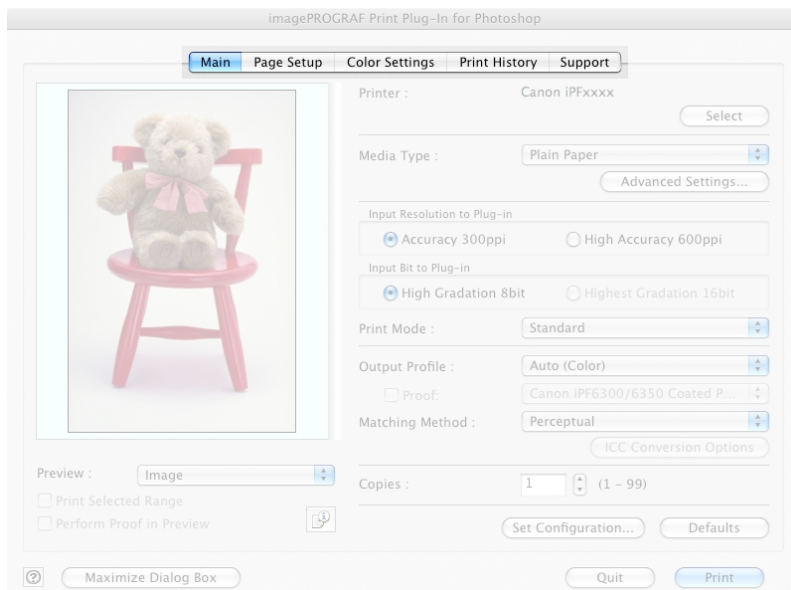 imagePROGRAF Print Plug-In for Photoshop
Main Page Setup Color Settings Print History Support
Printer : Canon iPFxxxx
Select
Media Type : Plain Paper
Advanced Settings...
Input Resolution to Plug-in
Accuracy 300ppi High Accuracy 600ppi
Input Bit to Plug-in
High Gradation 8bit Highest Gradation 16bit
Print Mode : Standard
Output Profile : Auto (Color)
Proof: Canon iPF6300/6350 Coated P...
Matching Method : Perceptual
ICC Conversion Options
Preview : Image
Print Selected Range
Perform Proof in Preview
Copies : 1 (1 - 99)
Set Configuration... Defaults
? Maximize Dialog Box Quit Print